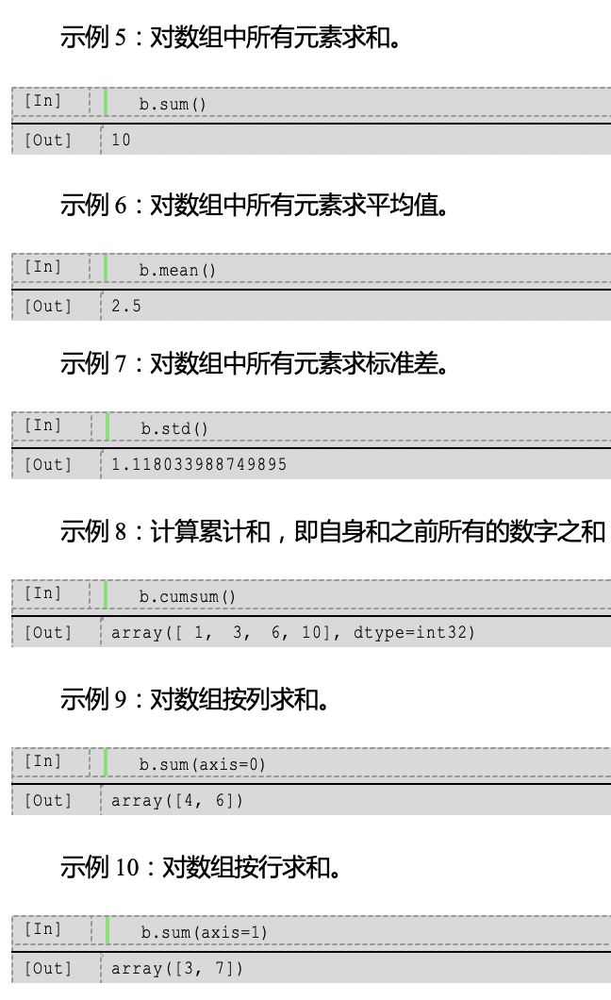 示例 5：对数组中所有元素求和。
[In] b.sum()
[Out] 10
示例 6：对数组中所有元素求平均值。
[In] b.mean()
[Out] 2.5
示例 7：对数组中所有元素求标准差。
[In] b.std()
[Out] 1.118033988749895
示例 8：计算累计和，即自身和之前所有的数字之和
[In] b.cumsum()
[Out] array([ 1,  3,  6, 10], dtype=int32)
示例 9：对数组按列求和。
[In] b.sum(axis=0)
[Out] array([4, 6])
示例 10：对数组按行求和。
[In] b.sum(axis=1)
[Out] array([3, 7])